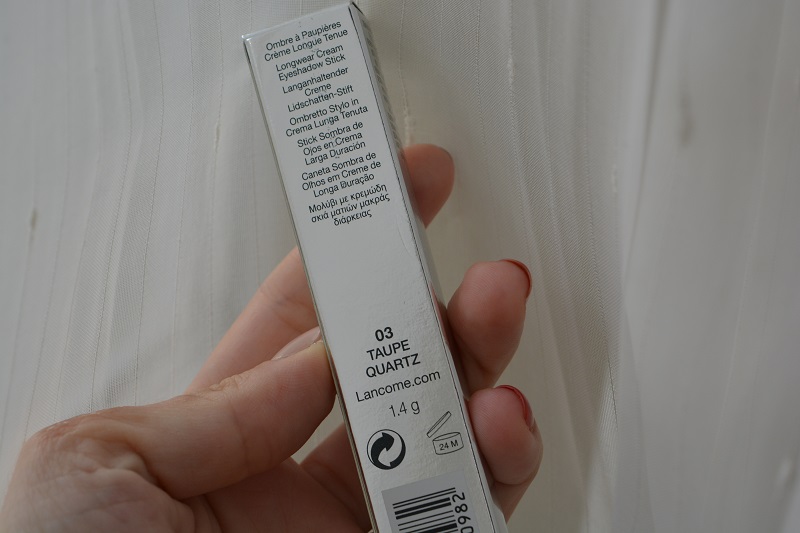 Ombre à Paupières
Crème Longue Tenue
Longwear Cream
Eyeshadow Stick
Langanhaltender
Creme
Lidschatten-Stift
Ombretto Stylo in
Crema Lunga Tenuta
Stick Sombra de
Ojos en Crema
Larga Duración
Caneta Sombra de
Olhos em Creme de
Longa Duração
Μολύβι με κρεμώδη
σκιά ματιών μακράς
διάρκειας
03
TAUPE
QUARTZ
Lancome.com
1.4 g
24 M
0982